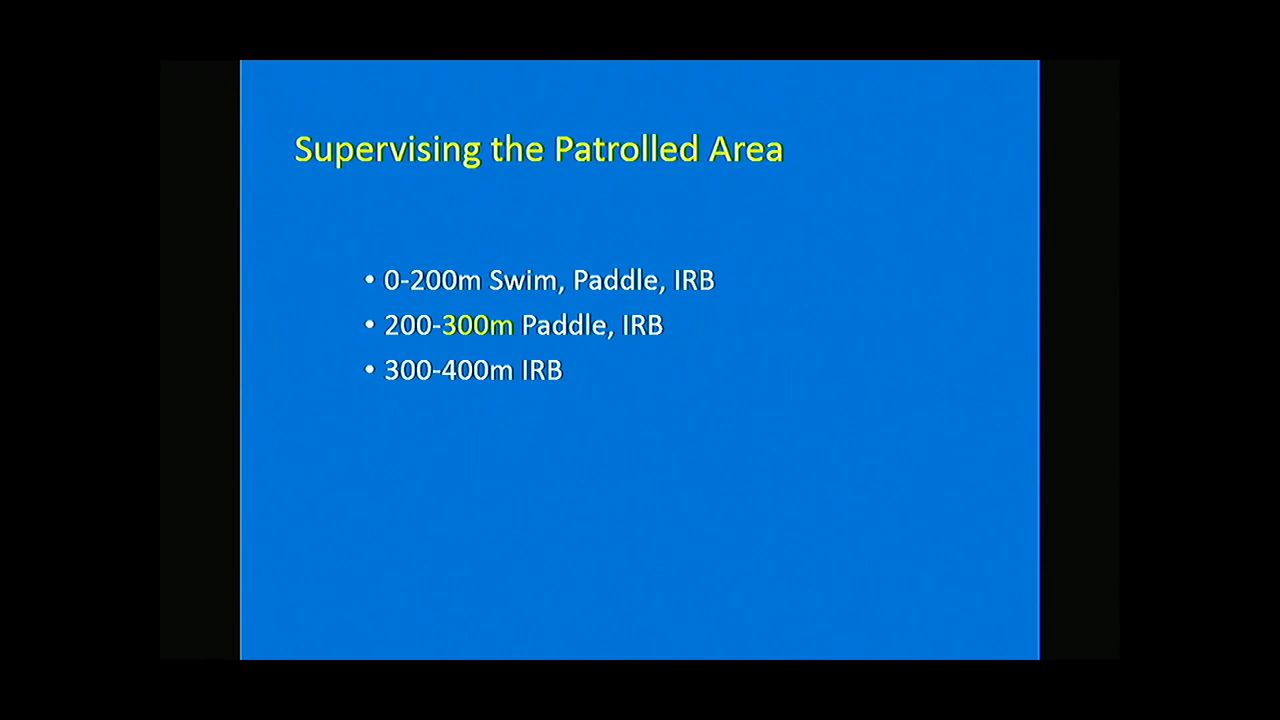 Supervising the Patrolled Area
• 0-200m Swim, Paddle, IRB
• 200-300m Paddle, IRB
• 300-400m IRB